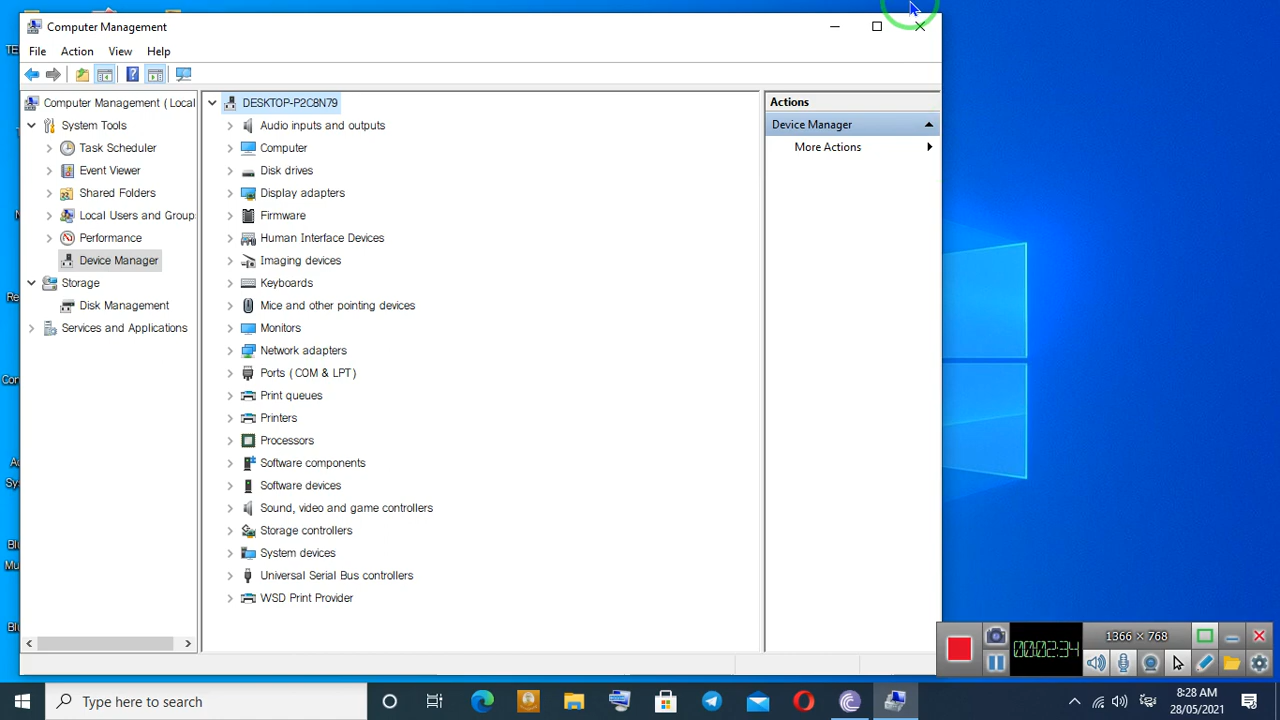 Computer Management
File Action View Help
Computer Management (Local
System Tools
Task Scheduler
Event Viewer
Shared Folders
Local Users and Group
Performance
Device Manager
Storage
Disk Management
Services and Applications
DESKTOP-P2C8N79
Audio inputs and outputs
Computer
Disk drives
Display adapters
Firmware
Human Interface Devices
Imaging devices
Keyboards
Mice and other pointing devices
Monitors
Network adapters
Ports (COM & LPT)
Print queues
Printers
Processors
Software components
Software devices
Sound, video and game controllers
Storage controllers
System devices
Universal Serial Bus controllers
WSD Print Provider
Actions
Device Manager
More Actions
00:02:34
1366 × 768
Type here to search
8:28 AM
28/05/2021